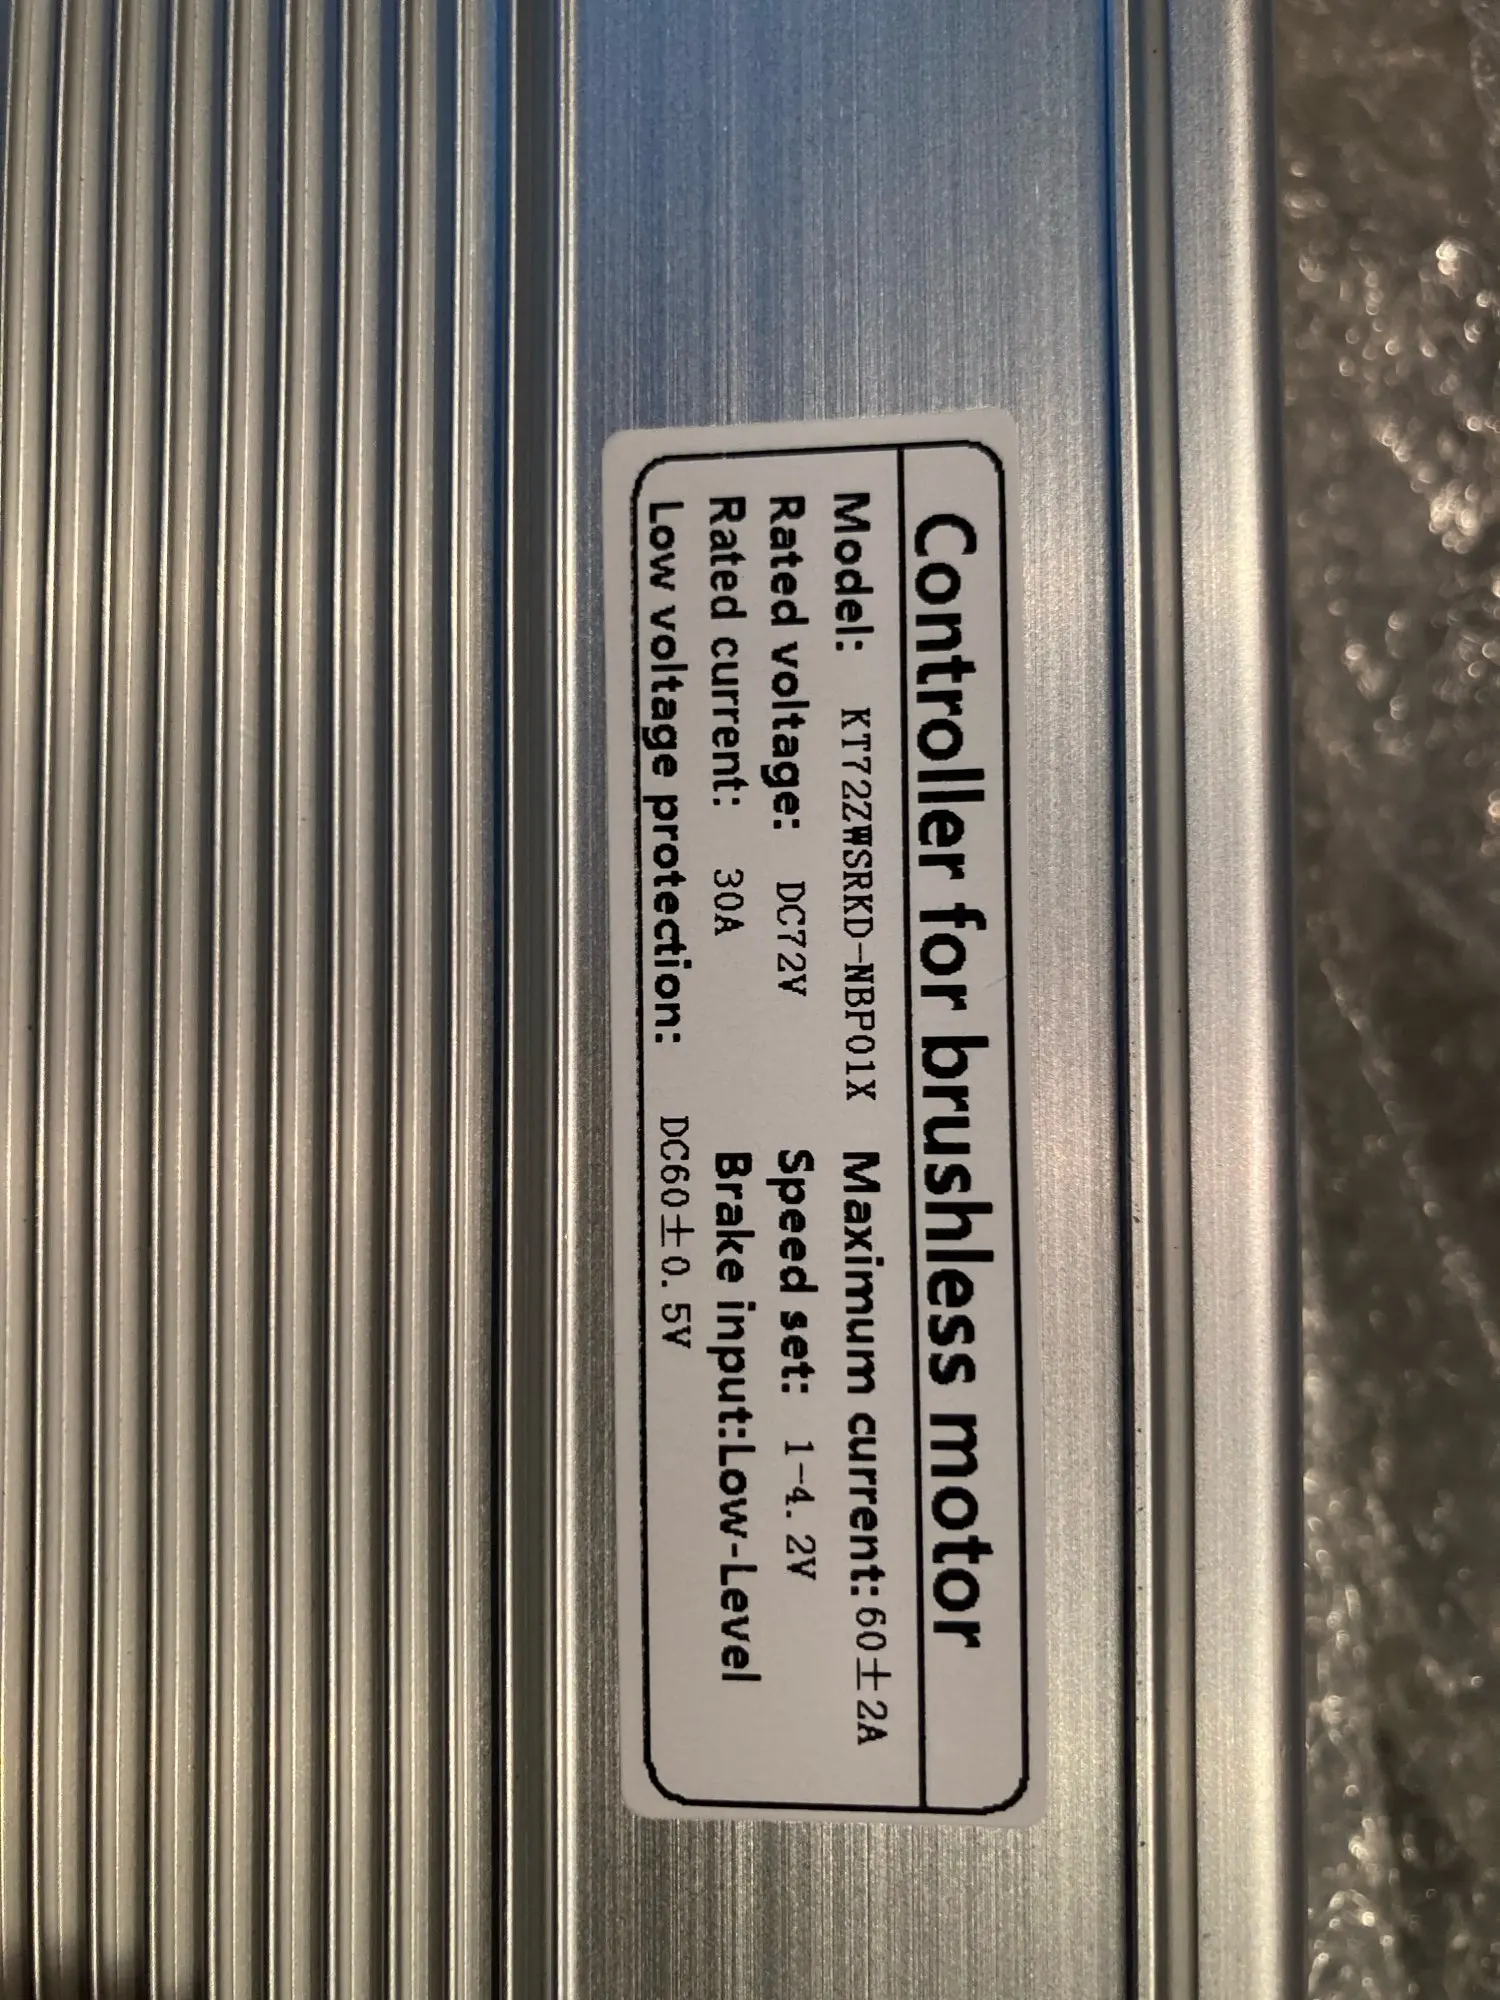 Controller for brushless motor
Model: KT72ZWSRKD-NBP01X Maximum current:60±2A
Rated voltage: DC72V Speed set: 1-4.2V
Rated current: 30A Brake input:Low-Level
Low voltage protection: DC60±0.5V